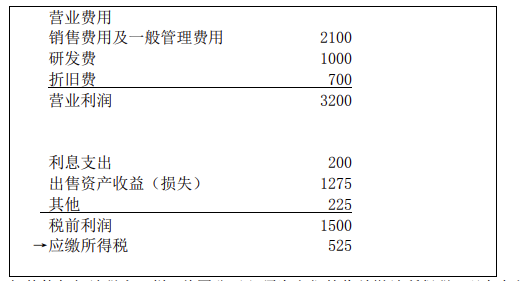 营业费用
销售费用及一般管理费用 2100
研发费 1000
折旧费 700
营业利润 3200
利息支出 200
出售资产收益（损失） 1275
其他 225
税前利润 1500
→应缴所得税 525